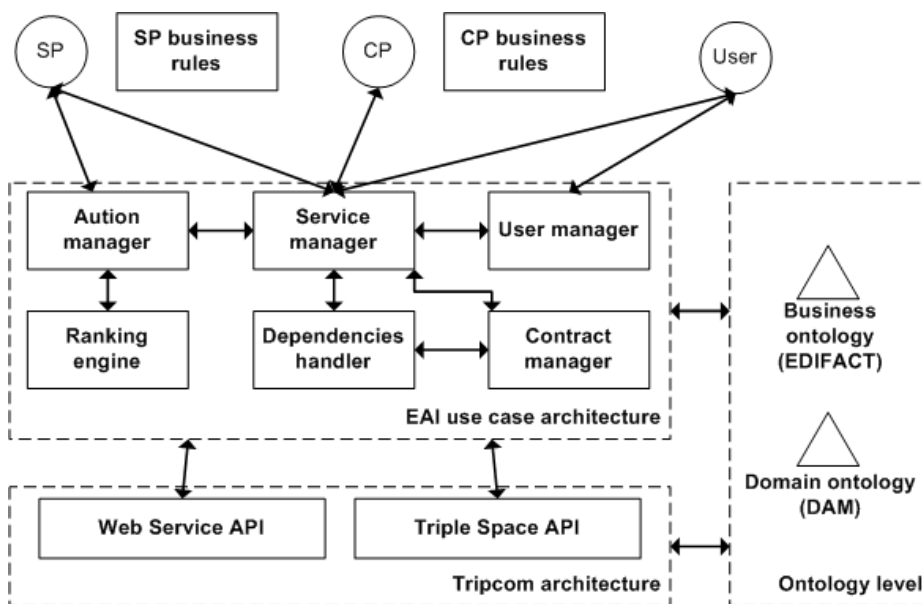 SP
SP business
rules
CP
CP business
rules
User
Aution
manager
Service
manager
User manager
Ranking
engine
Dependencies
handler
Contract
manager
EAI use case architecture
Business
ontology
(EDIFACT)
Domain ontology
(DAM)
Web Service API
Triple Space API
Tripcom architecture
Ontology level